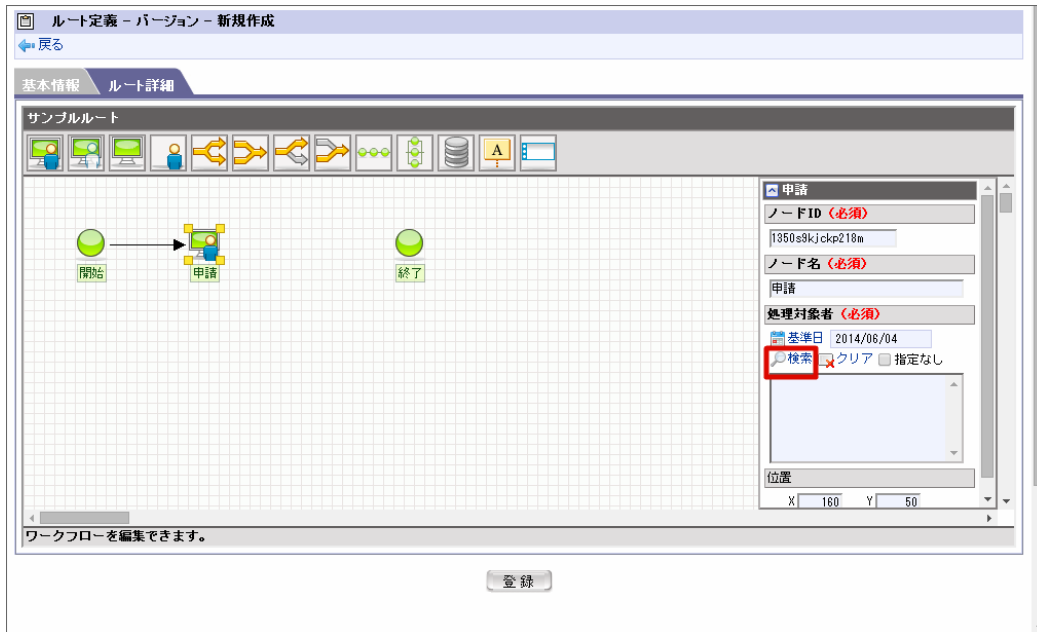 ルート定義 – バージョン – 新規作成
戻る
基本情報 ルート詳細
サンプルルート
A
申請
ノードID（必須）
1350s9kjckp218m
ノード名（必須）
申請
処理対象者（必須）
基準日 2014/06/04
検索 クリア 指定なし
開始 申請 終了
位置
X 160 Y 50
ワークフローを編集できます。
登録